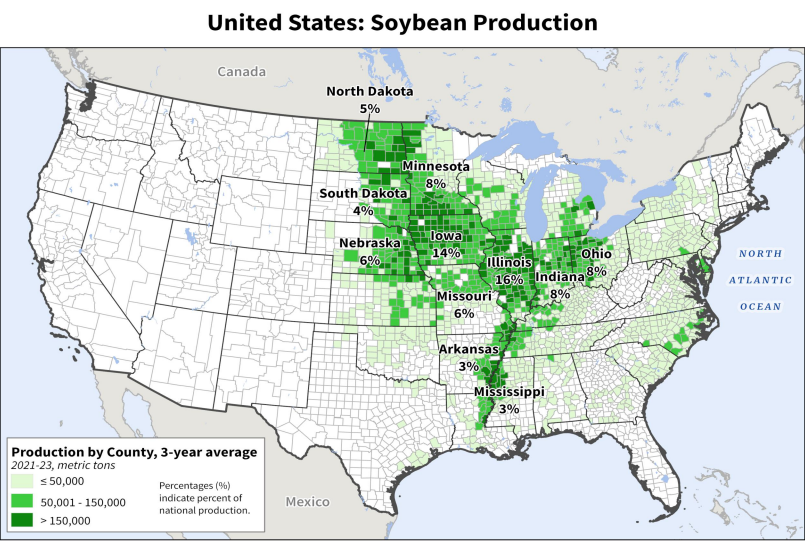 United States: Soybean Production
Canada
North Dakota
5%
Minnesota
8%
South Dakota
4%
Iowa
14%
Nebraska
6%
Illinois
16%
Indiana
8%
Ohio
8%
Missouri
6%
Arkansas
3%
Mississippi
3%
NORTH
ATLANTIC
OCEAN
Mexico
Production by County, 3-year average
2021-23, metric tons
≤ 50,000
50,001 - 150,000
> 150,000
Percentages (%)
indicate percent of
national production.